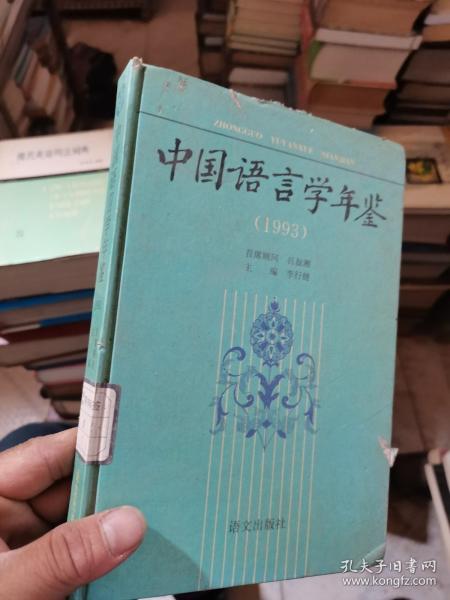 ZHONGGUO YUYANXUE NIANJIAN
中国语言学年鉴
(1993)
首席顾问 吕叔湘
主 编 李行健
语文出版社
孔夫子旧书网
www.kongfz.com